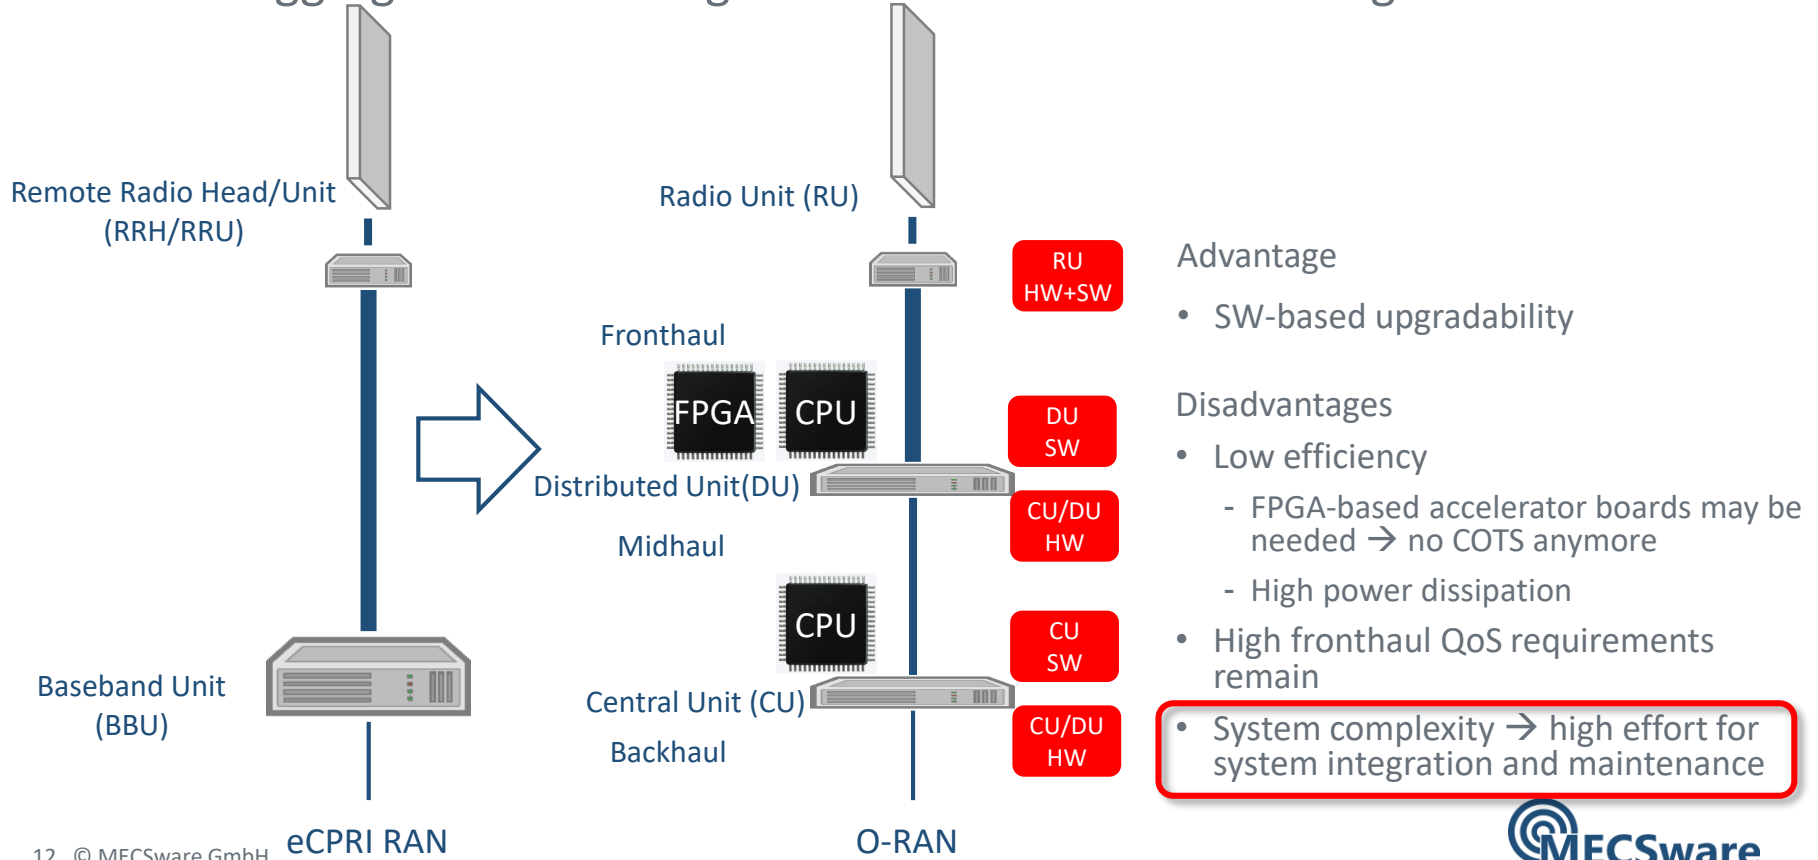 Remote Radio Head/Unit
(RRH/RRU)
Baseband Unit
(BBU)
eCPRI RAN
Radio Unit (RU)
Fronthaul
FPGA
CPU
Distributed Unit(DU)
Midhaul
CPU
Central Unit (CU)
Backhaul
O-RAN
RU
HW+SW
DU
SW
CU/DU
HW
CU
SW
CU/DU
HW
Advantage
• SW-based upgradability
Disadvantages
• Low efficiency
- FPGA-based accelerator boards may be
needed → no COTS anymore
- High power dissipation
• High fronthaul QoS requirements
remain
• System complexity → high effort for
system integration and maintenance
12 © MECSware GmbH
MECSware